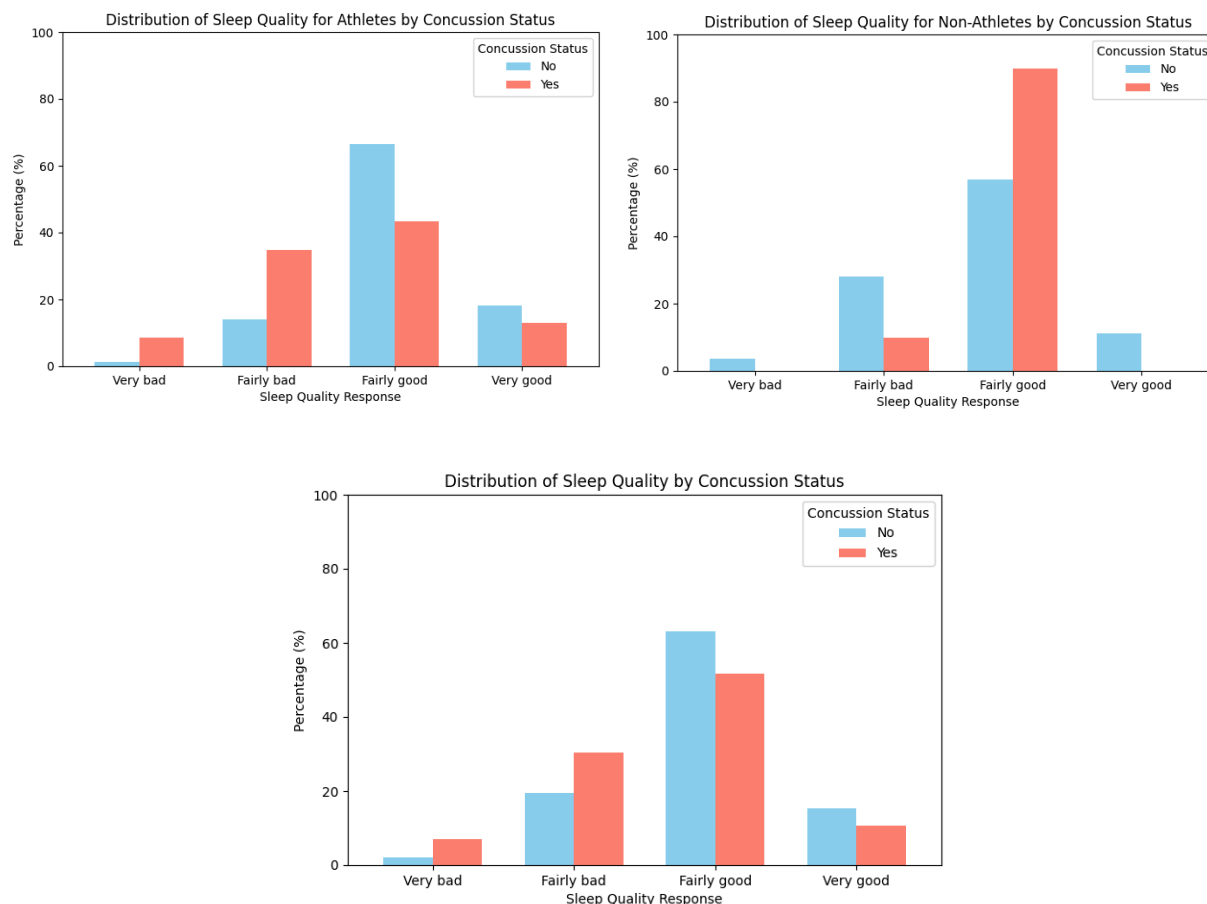 Distribution of Sleep Quality for Athletes by Concussion Status
100
80
60
40
20
0
Percentage (%)
Concussion Status
No
Yes
Very bad Fairly bad Fairly good Very good
Sleep Quality Response
Distribution of Sleep Quality for Non-Athletes by Concussion Status
100
80
60
40
20
0
Percentage (%)
Concussion Status
No
Yes
Very bad Fairly bad Fairly good Very good
Sleep Quality Response
Distribution of Sleep Quality by Concussion Status
100
80
60
40
20
0
Percentage (%)
Concussion Status
No
Yes
Very bad Fairly bad Fairly good Very good
Sleep Quality Response